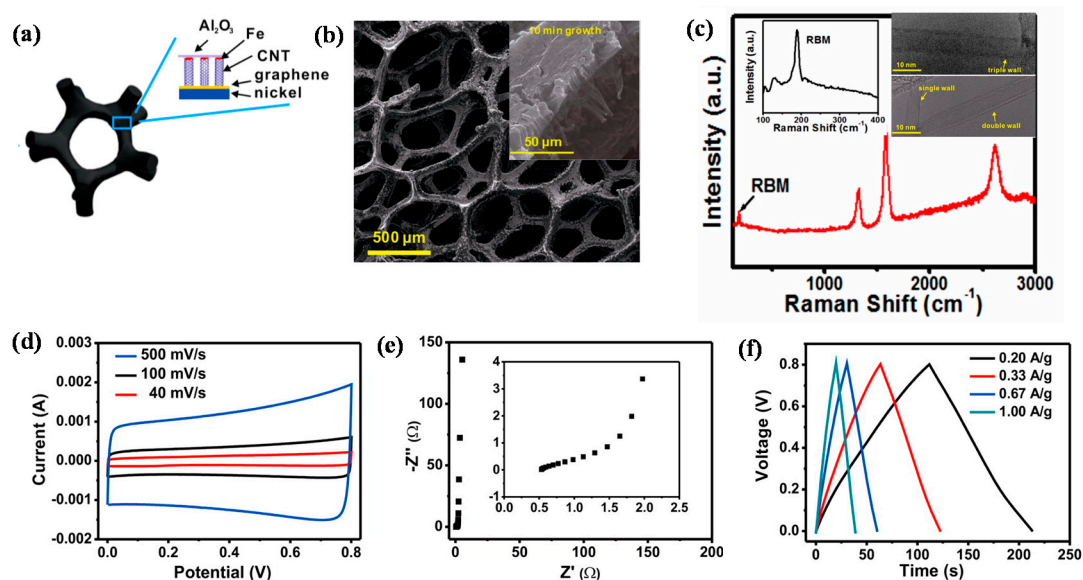 (a)
Al₂O₃
Fe
CNT
graphene
nickel
(b)
10 min growth
50 µm
500 µm
(c)
Intensity (a.u.)
RBM
100 200 300 400
Raman Shift (cm⁻¹)
10 nm
triple wall
single wall
10 nm
double wall
Intensity (a.u.)
RBM
1000 2000 3000
Raman Shift (cm⁻¹)
(d)
Current (A)
0.003
0.002
0.001
0.000
-0.001
-0.002
500 mV/s
100 mV/s
40 mV/s
0.0 0.2 0.4 0.6 0.8
Potential (V)
(e)
-Z'' (Ω)
150
100
50
0
4
3
2
1
0
-1
0.0 0.5 1.0 1.5 2.0 2.5
0 50 100 150 200
Z' (Ω)
(f)
Voltage (V)
1.2
0.8
0.4
0.0
0.20 A/g
0.33 A/g
0.67 A/g
1.00 A/g
0 50 100 150 200 250
Time (s)